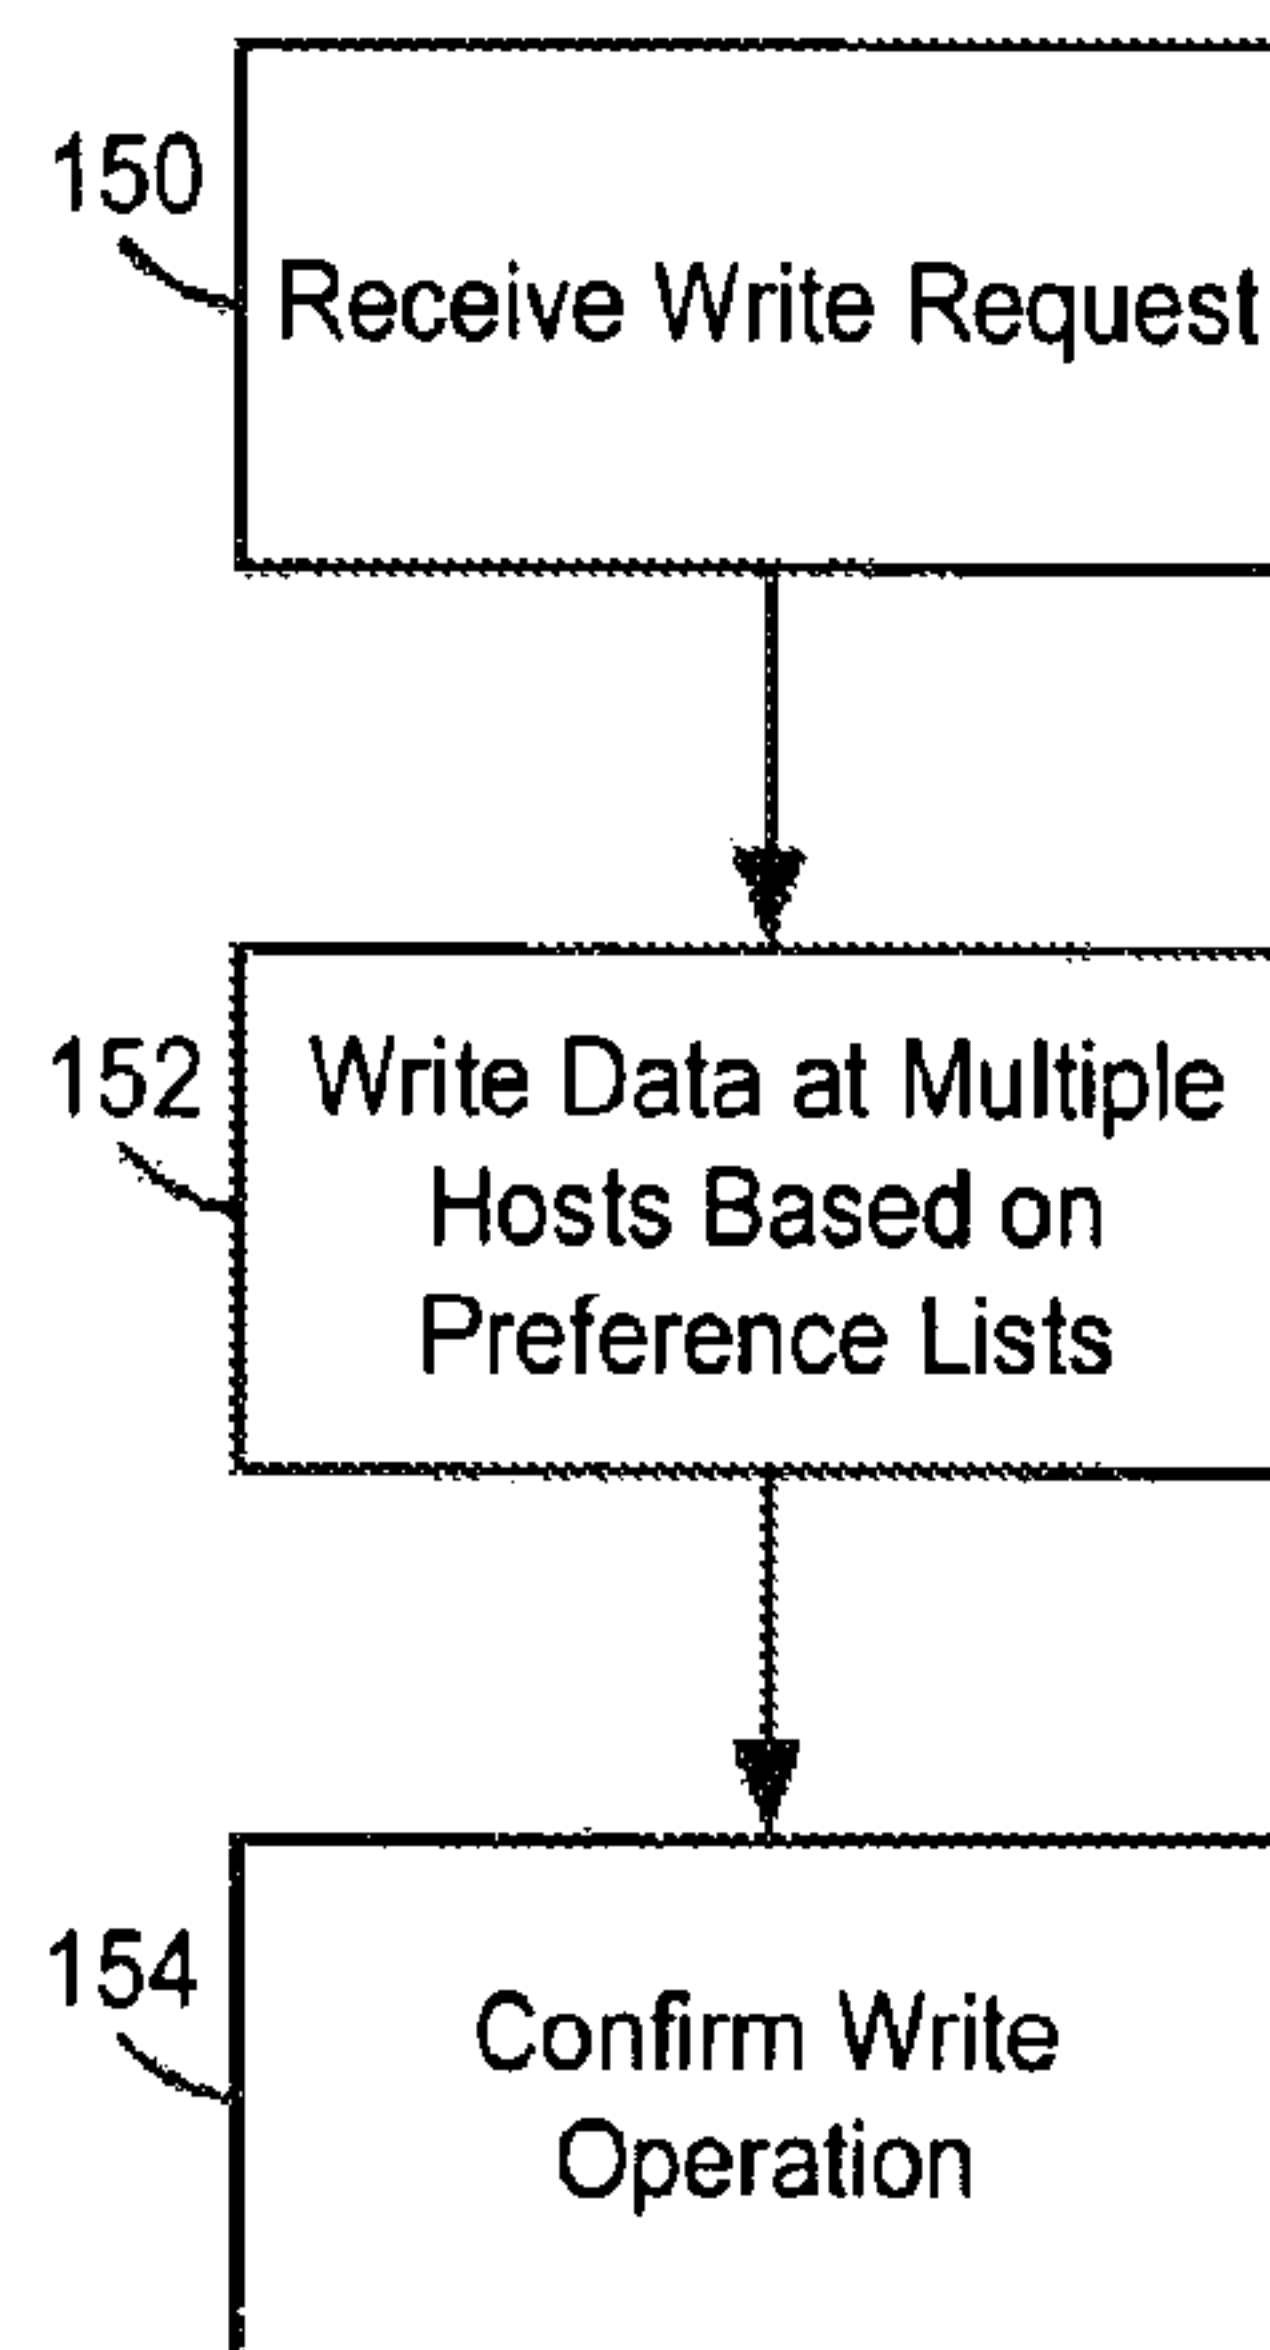 150
Receive Write Request
152
Write Data at Multiple
Hosts Based on
Preference Lists
154
Confirm Write
Operation